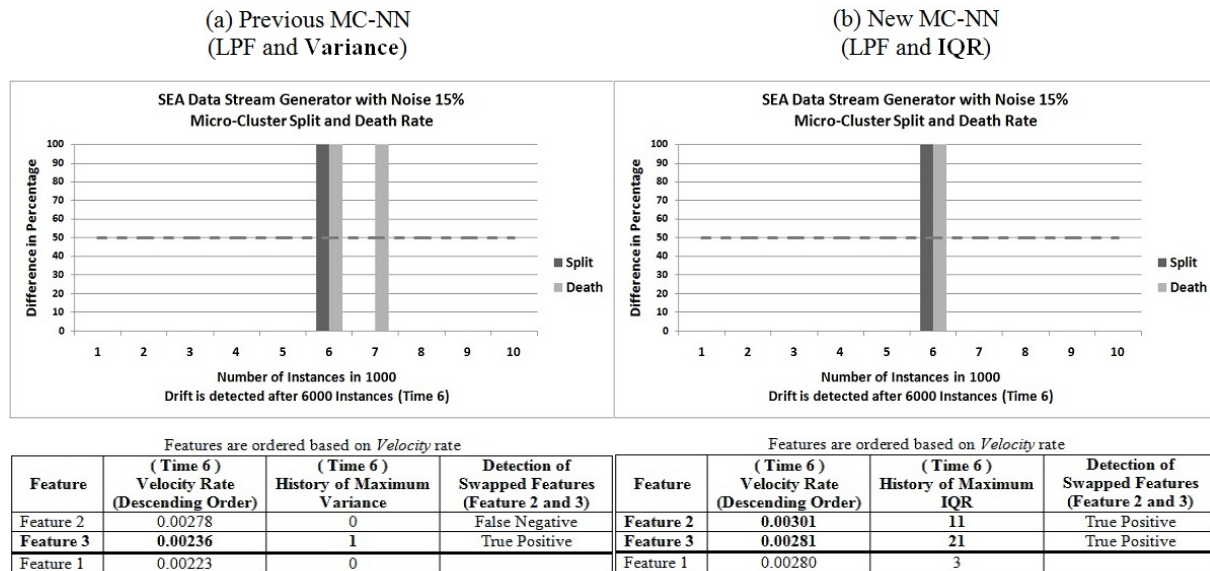 (a) Previous MC-NN
(LPF and Variance)
SEA Data Stream Generator with Noise 15%
Micro-Cluster Split and Death Rate
Difference in Percentage
100
90
80
70
60
50
40
30
20
10
0
1 2 3 4 5 6 7 8 9 10
Split
Death
Number of Instances in 1000
Drift is detected after 6000 Instances (Time 6)
Features are ordered based on Velocity rate
Feature ( Time 6 ) Velocity Rate (Descending Order) ( Time 6 ) History of Maximum Variance Detection of Swapped Features (Feature 2 and 3)
Feature 2 0.00278 0 False Negative
Feature 3 0.00236 1 True Positive
Feature 1 0.00223 0
(b) New MC-NN
(LPF and IQR)
SEA Data Stream Generator with Noise 15%
Micro-Cluster Split and Death Rate
Difference in Percentage
100
90
80
70
60
50
40
30
20
10
0
1 2 3 4 5 6 7 8 9 10
Split
Death
Number of Instances in 1000
Drift is detected after 6000 Instances (Time 6)
Features are ordered based on Velocity rate
Feature ( Time 6 ) Velocity Rate (Descending Order) ( Time 6 ) History of Maximum IQR Detection of Swapped Features (Feature 2 and 3)
Feature 2 0.00301 11 True Positive
Feature 3 0.00281 21 True Positive
Feature 1 0.00280 3